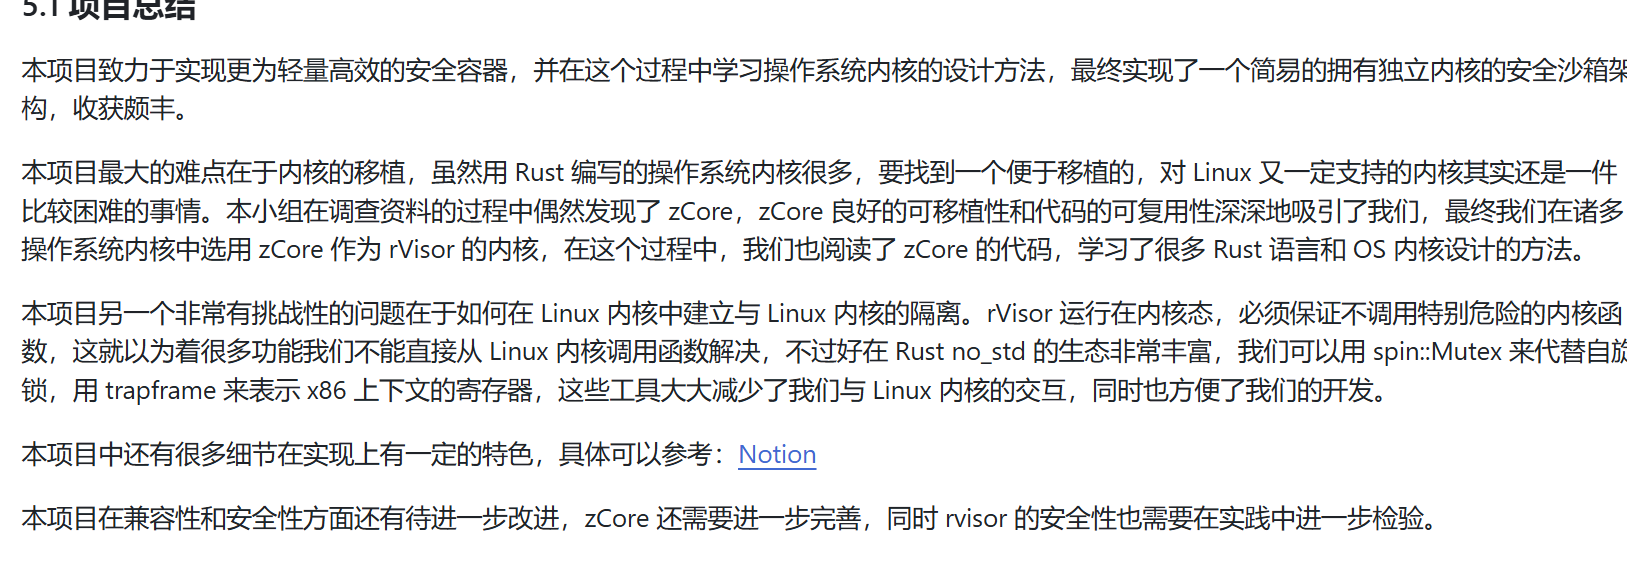 5.1 项目总结
本项目致力于实现更为轻量高效的安全容器，并在这个过程中学习操作系统内核的设计方法，最终实现了一个简易的拥有独立内核的安全沙箱架
构，收获颇丰。
本项目最大的难点在于内核的移植，虽然用 Rust 编写的操作系统内核很多，要找到一个便于移植的，对 Linux 又一定支持的内核其实还是一件
比较困难的事情。本小组在调查资料的过程中偶然发现了 zCore，zCore 良好的可移植性和代码的可复用性深深地吸引了我们，最终我们在诸多
操作系统内核中选用 zCore 作为 rVisor 的内核，在这个过程中，我们也阅读了 zCore 的代码，学习了很多 Rust 语言和 OS 内核设计的方法。
本项目另一个非常有挑战性的问题在于如何在 Linux 内核中建立与 Linux 内核的隔离。rVisor 运行在内核态，必须保证不调用特别危险的内核函
数，这就以为着很多功能我们不能直接从 Linux 内核调用函数解决，不过好在 Rust no_std 的生态非常丰富，我们可以用 spin::Mutex 来代替自旋
锁，用 trapframe 来表示 x86 上下文的寄存器，这些工具大大减少了我们与 Linux 内核的交互，同时也方便了我们的开发。
本项目中还有很多细节在实现上有一定的特色，具体可以参考：Notion
本项目在兼容性和安全性方面还有待进一步改进，zCore 还需要进一步完善，同时 rvisor 的安全性也需要在实践中进一步检验。